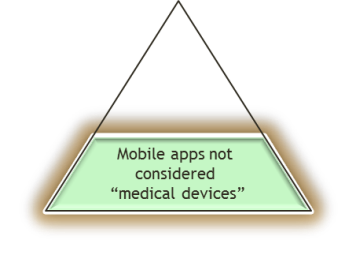 Mobile apps not
considered
“medical devices”